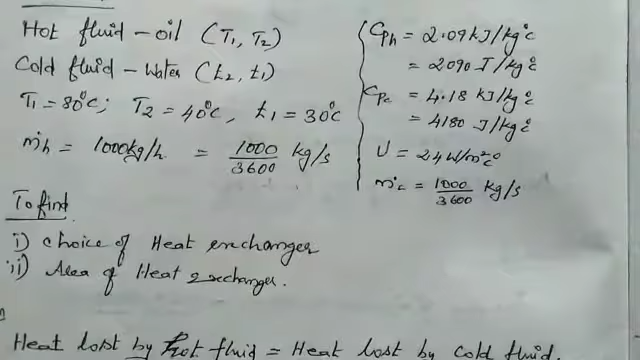 Hot fluid - oil (T₁, T₂)
Cold fluid - Water (t₂, t₁)
T₁ = 80°C; T₂ = 40°C, t₁ = 30°C
ṁh = 1000kg/h. = 1000/3600 kg/s
Cph = 2.09 kJ/kg°C
= 2090 J/kg°C
Cpc = 4.18 KJ/kg°C
= 4180 J/kg°C
U = 24 W/m²°C
ṁc = 1000/3600 kg/s
To find
i) Choice of Heat exchanger
ii) Area of Heat exchanger.
Heat lost by Hot fluid = Heat lost by cold fluid.